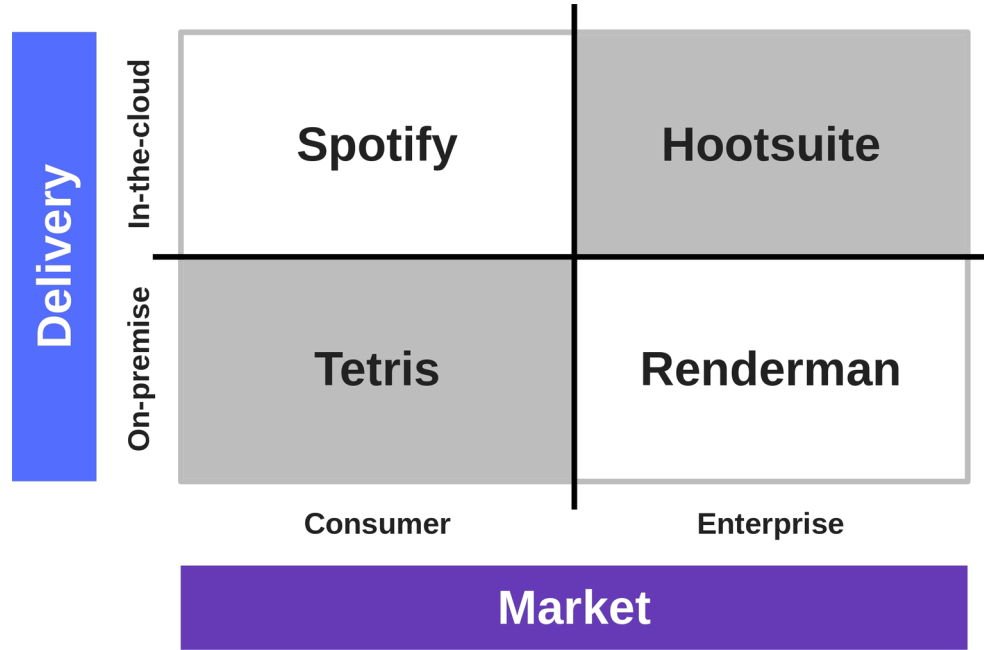 Delivery
In-the-cloud
Spotify
Hootsuite
On-premise
Tetris
Renderman
Consumer
Enterprise
Market